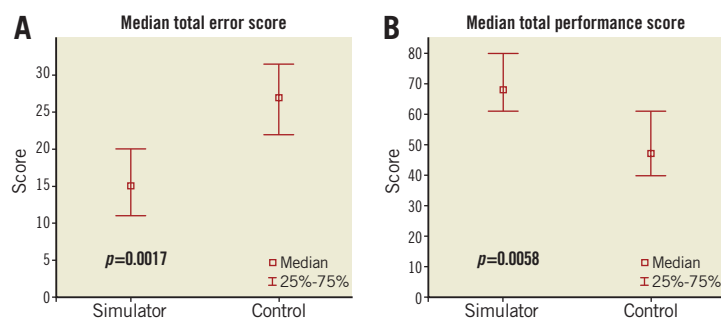 A
Median total error score
Score
30
25
20
15
10
5
0
p=0.0017
Median
25%-75%
Simulator
Control
B
Median total performance score
Score
80
70
60
50
40
30
20
10
0
p=0.0058
Median
25%-75%
Simulator
Control